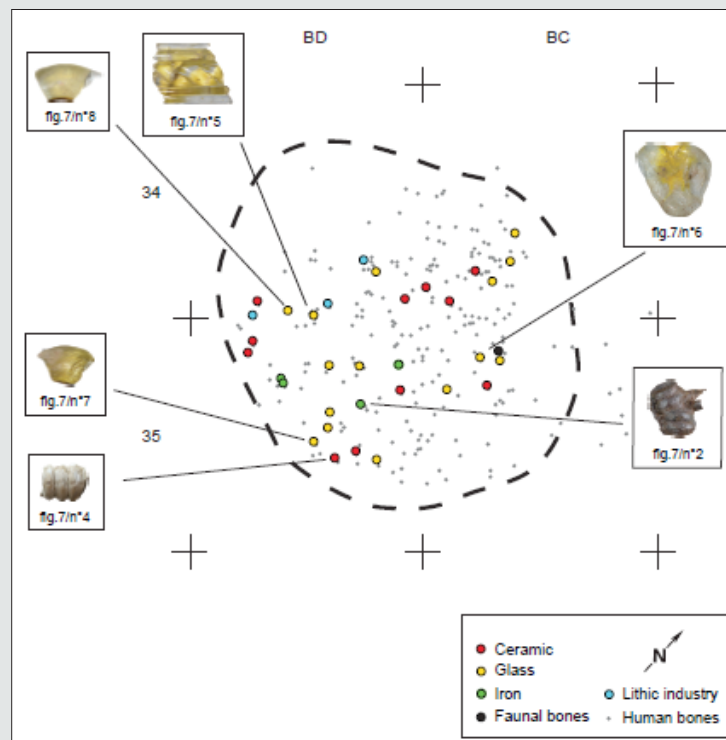 BD
BC
fig.7/n°8
fig.7/n°5
fig.7/n°6
34
fig.7/n°7
35
fig.7/n°2
fig.7/n°4
Ceramic
Glass
N
Iron
Lithic industry
Faunal bones
Human bones